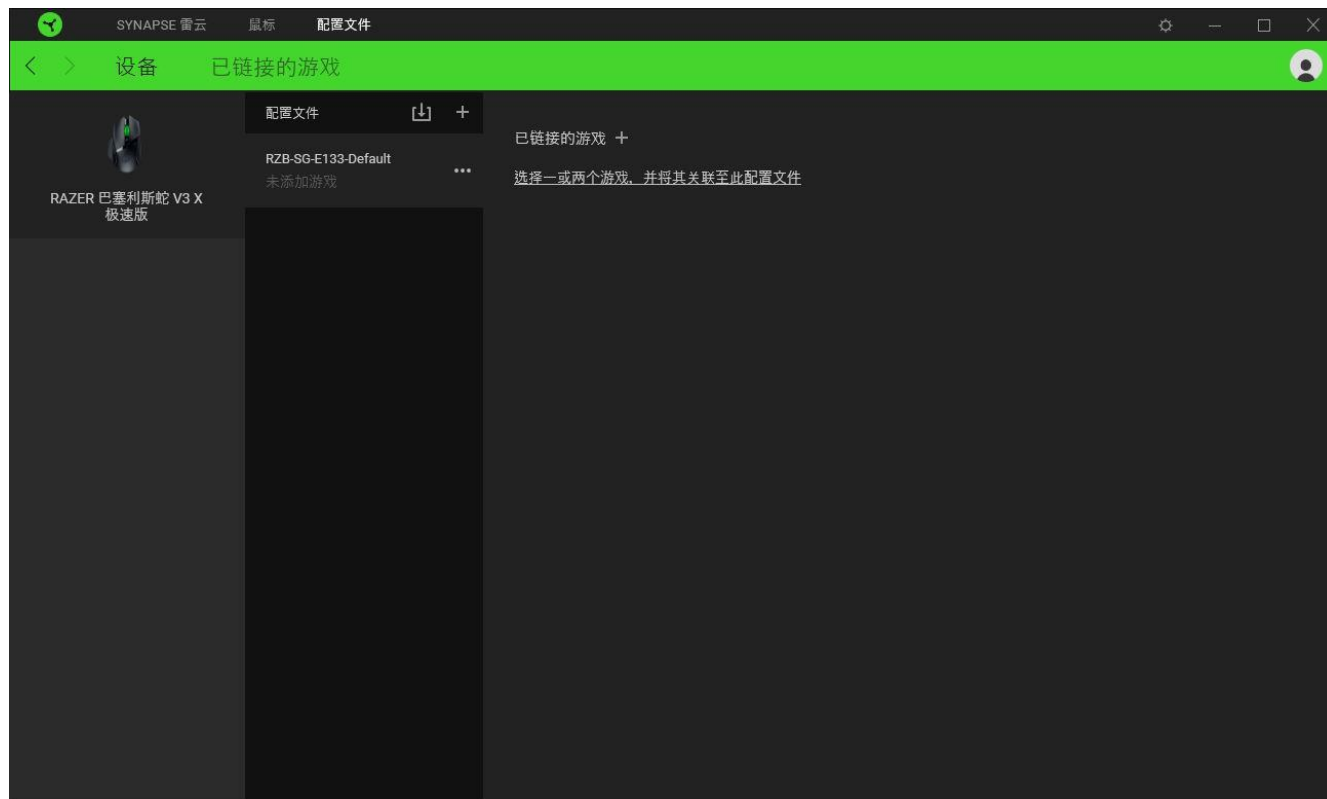 SYNAPSE 雷云 鼠标 配置文件
设备 已链接的游戏
配置文件
已链接的游戏
RZB-SG-E133-Default
未添加游戏
选择一或两个游戏，并将其关联至此配置文件
RAZER 巴塞利斯蛇 V3 X
极速版